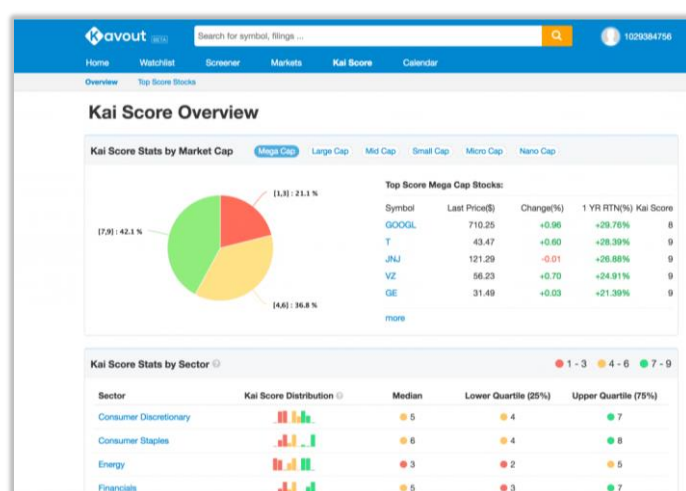 Kavout BETA
Search for symbol, filings ...
1029384756
Home Watchlist Screener Markets Kai Score Calendar
Overview Top Score Stocks
Kai Score Overview
Kai Score Stats by Market Cap Mega Cap Large Cap Mid Cap Small Cap Micro Cap Nano Cap
[1,3] : 21.1 %
[7,9] : 42.1 %
[4,6] : 36.8 %
Top Score Mega Cap Stocks:
Symbol Last Price($) Change(%) 1 YR RTN(%) Kai Score
GOOGL 710.25 +0.96 +29.76% 8
T 43.47 +0.60 +28.39% 9
JNJ 121.29 -0.01 +26.88% 9
VZ 56.23 +0.70 +24.91% 9
GE 31.49 +0.03 +21.39% 9
more
Kai Score Stats by Sector 1 - 3 4 - 6 7 - 9
Sector Kai Score Distribution Median Lower Quartile (25%) Upper Quartile (75%)
Consumer Discretionary 5 4 7
Consumer Staples 6 4 8
Energy 3 2 5
Financials 5 3 7